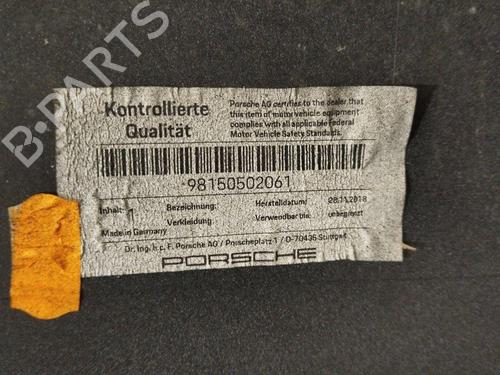 B-PARTS
Kontrollierte
Qualität
Porsche AG certifies to the dealer that
this item of motor vehicle equipment
complies with all applicable Federal
Motor Vehicle Safety Standards.
98150502061
Inhalt: 1 Bezeichnung: Herstelldatum: 28.11.2018
Verkleidung. Verwendbar bis: unbegrenzt
Made in Germany
Dr. Ing. h.c. F. Porsche AG / Porscheplatz 1 / D-70435 Stuttgart
PORSCHE